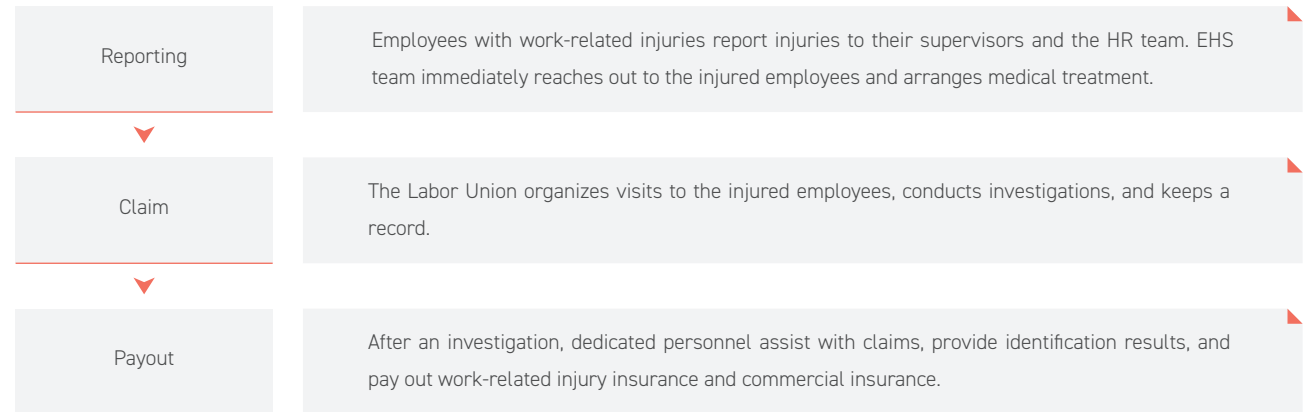 Reporting
Employees with work-related injuries report injuries to their supervisors and the HR team. EHS
team immediately reaches out to the injured employees and arranges medical treatment.
Claim
The Labor Union organizes visits to the injured employees, conducts investigations, and keeps a
record.
Payout
After an investigation, dedicated personnel assist with claims, provide identification results, and
pay out work-related injury insurance and commercial insurance.